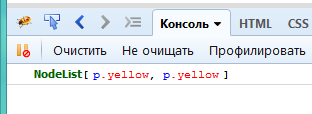 Консоль HTML CSS
Очистить Не очищать Профилировать
NodeList[ p.yellow, p.yellow ]